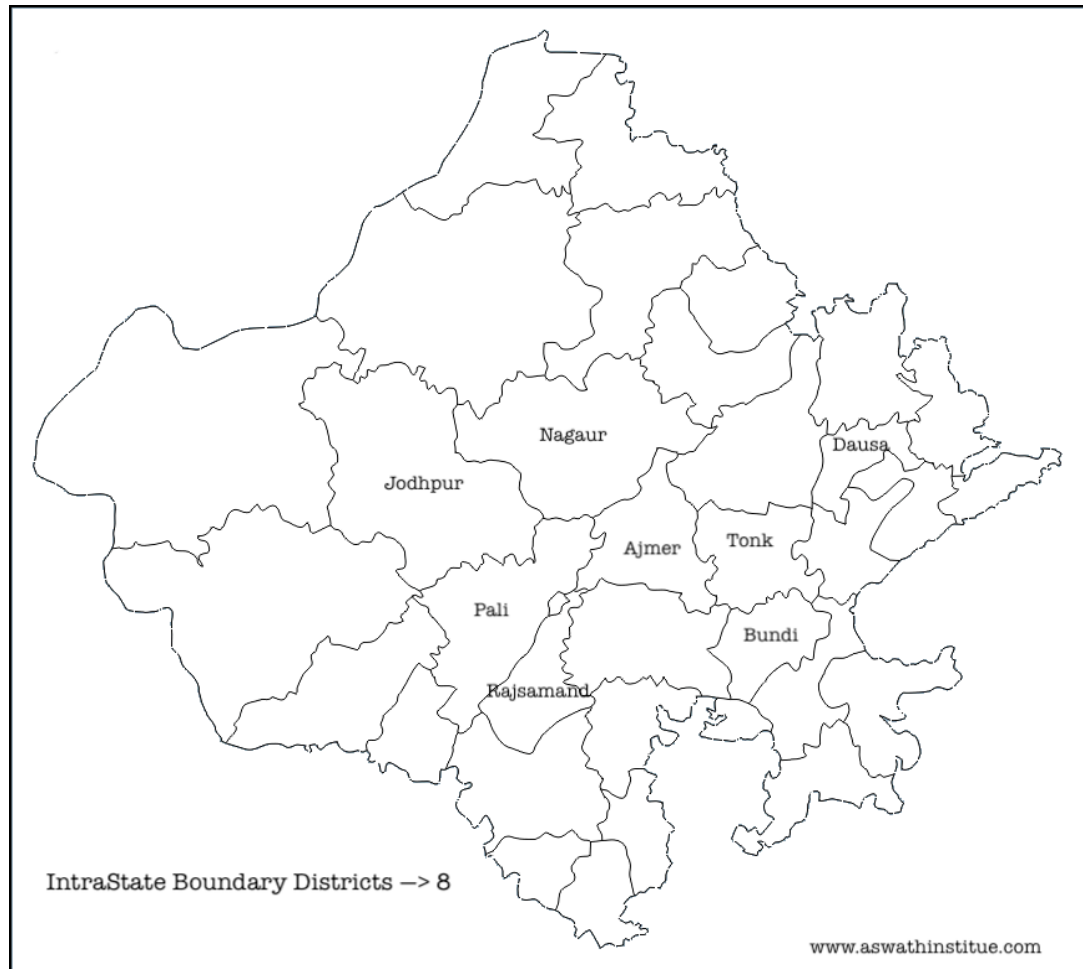 Nagaur
Dausa
Jodhpur
Ajmer
Tonk
Pali
Bundi
Rajsamand
IntraState Boundary Districts —> 8
www.aswathinstitue.com